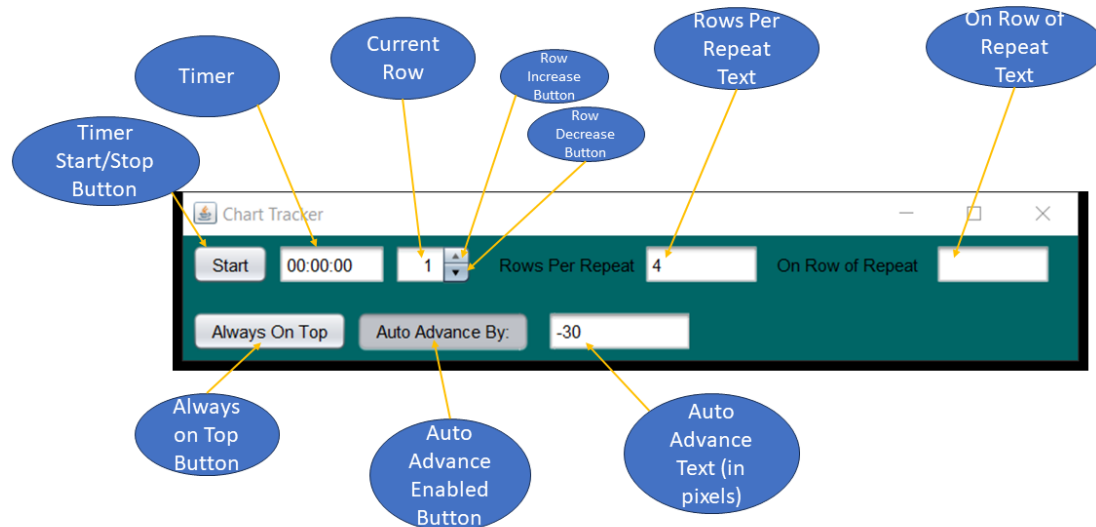 Timer
Current
Row
Row
Increase
Button
Rows Per
Repeat
Text
On Row of
Repeat
Text
Timer
Start/Stop
Button
Row
Decrease
Button
Chart Tracker
Start
00:00:00
1
Rows Per Repeat
4
On Row of Repeat
Always On Top
Auto Advance By:
-30
Always
on Top
Button
Auto
Advance
Enabled
Button
Auto
Advance
Text (in
pixels)